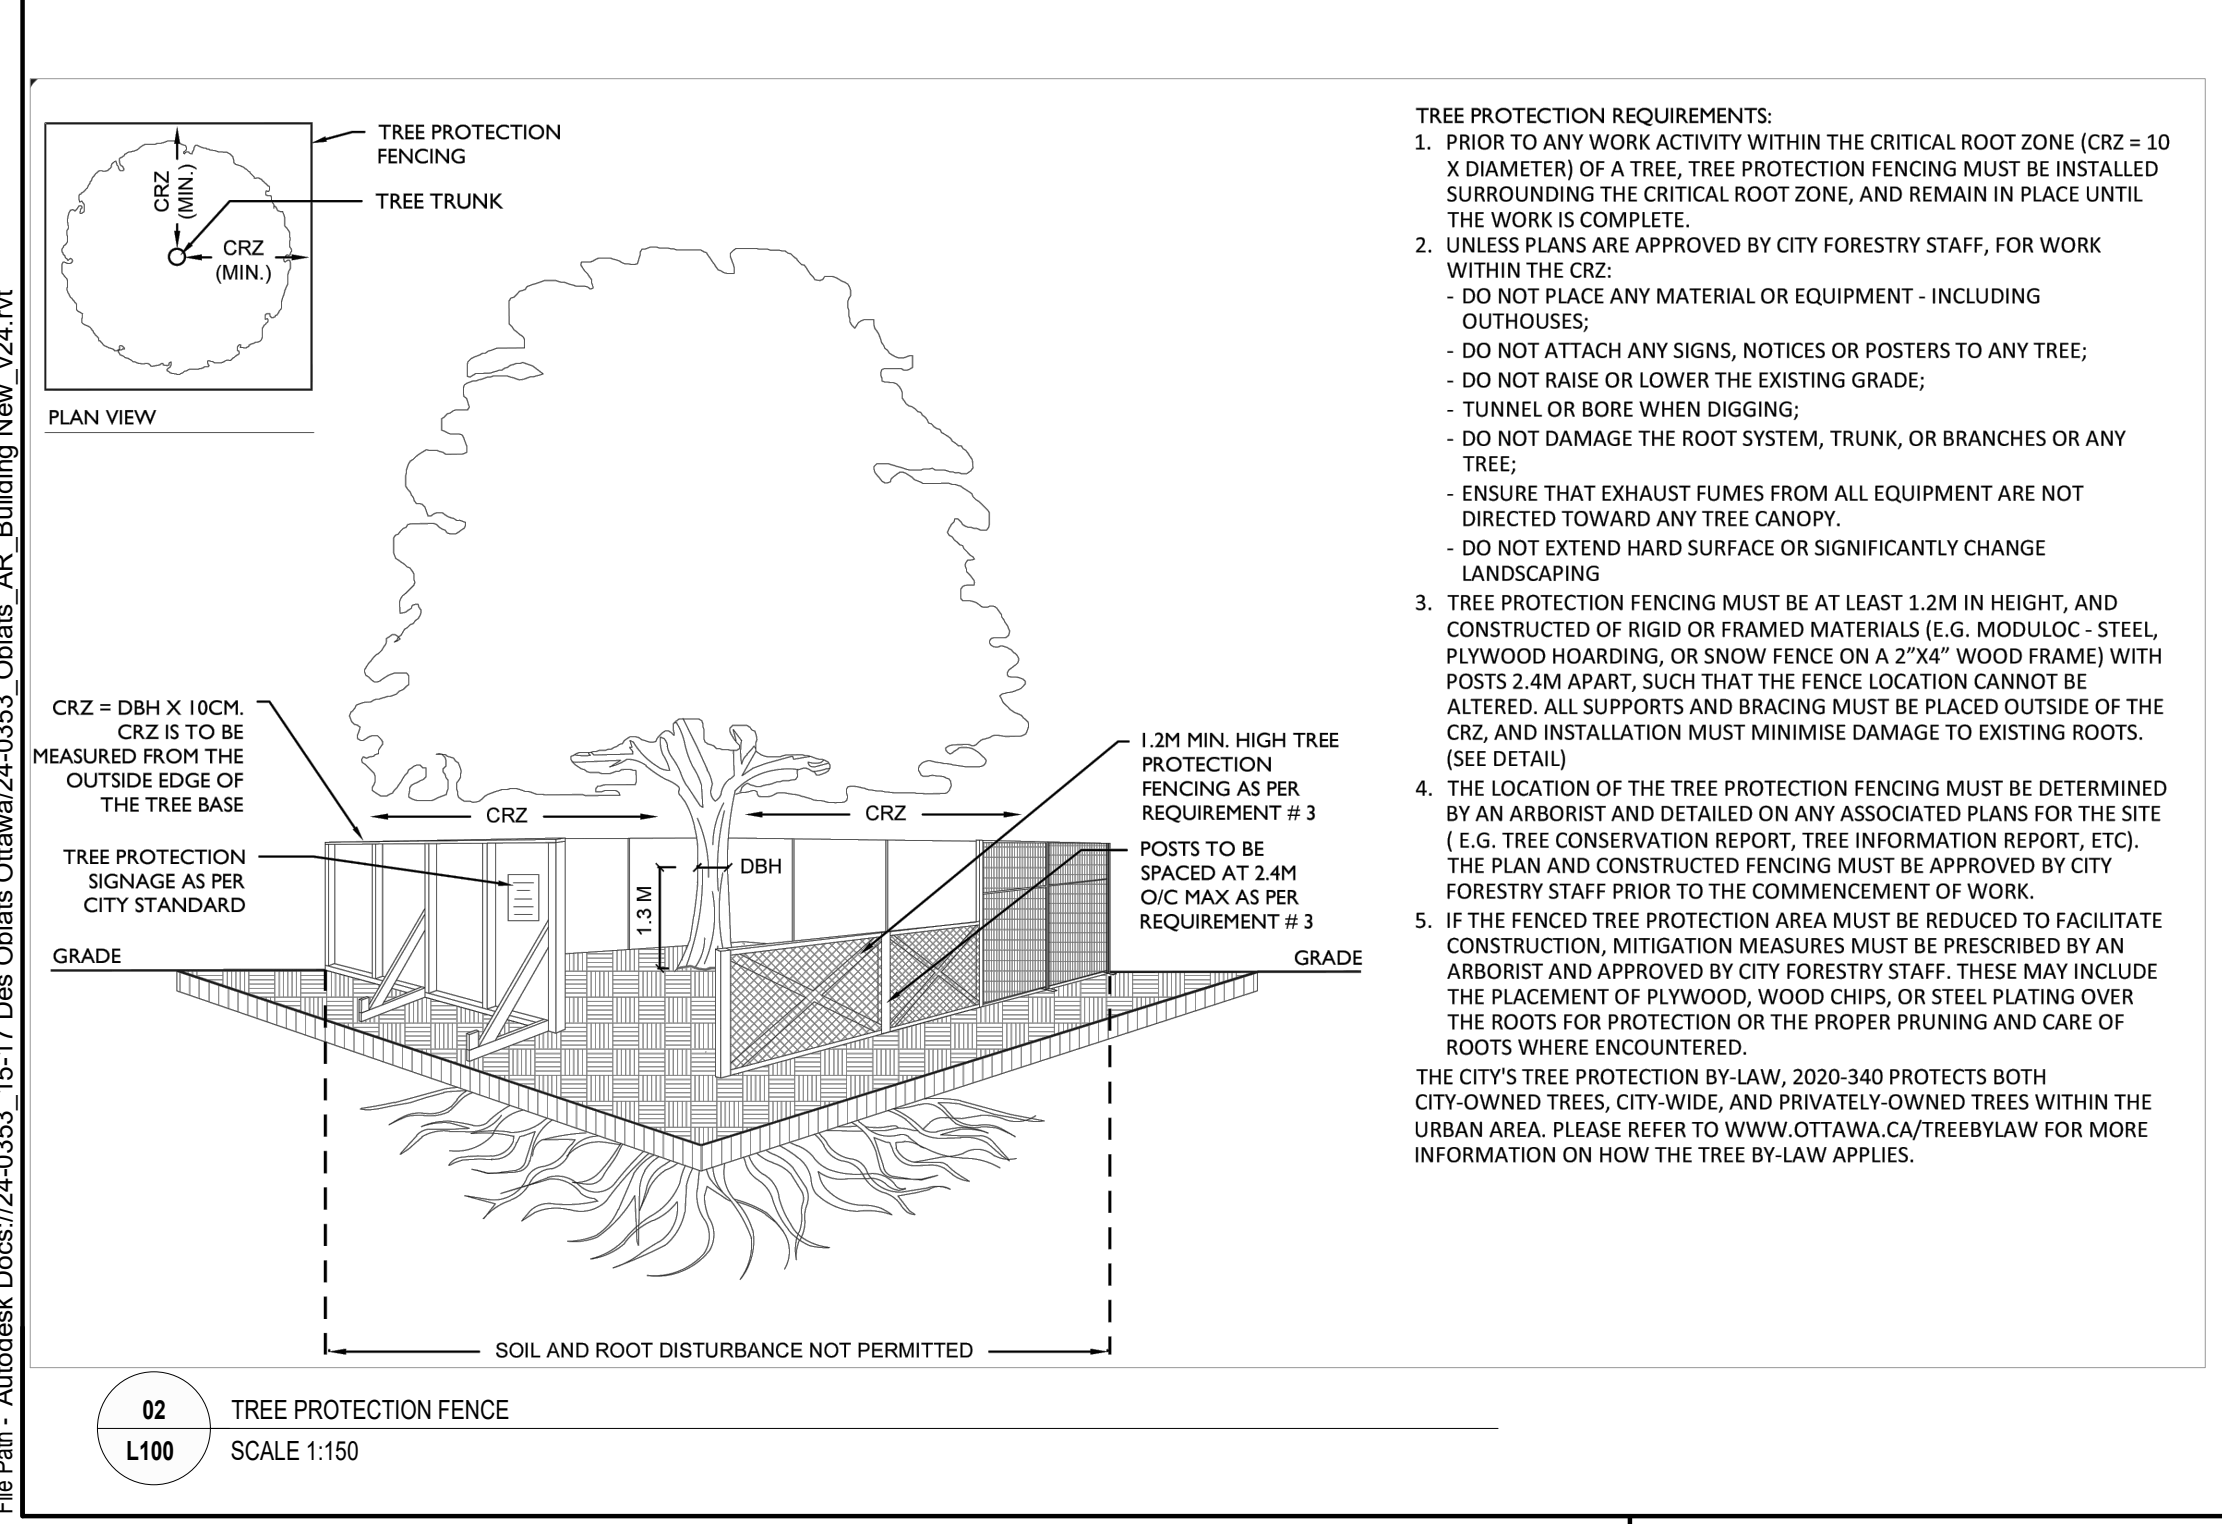 TREE PROTECTION
FENCING
TREE TRUNK
CRZ
(MIN.)
CRZ
(MIN.)
PLAN VIEW
CRZ = DBH X 10CM.
CRZ IS TO BE
MEASURED FROM THE
OUTSIDE EDGE OF
THE TREE BASE
TREE PROTECTION
SIGNAGE AS PER
CITY STANDARD
GRADE
CRZ
CRZ
DBH
1.3 M
1.2M MIN. HIGH TREE
PROTECTION
FENCING AS PER
REQUIREMENT # 3
POSTS TO BE
SPACED AT 2.4M
O/C MAX AS PER
REQUIREMENT # 3
GRADE
SOIL AND ROOT DISTURBANCE NOT PERMITTED
TREE PROTECTION REQUIREMENTS:
1. PRIOR TO ANY WORK ACTIVITY WITHIN THE CRITICAL ROOT ZONE (CRZ = 10
X DIAMETER) OF A TREE, TREE PROTECTION FENCING MUST BE INSTALLED
SURROUNDING THE CRITICAL ROOT ZONE, AND REMAIN IN PLACE UNTIL
THE WORK IS COMPLETE.
2. UNLESS PLANS ARE APPROVED BY CITY FORESTRY STAFF, FOR WORK
WITHIN THE CRZ:
- DO NOT PLACE ANY MATERIAL OR EQUIPMENT - INCLUDING
OUTHOUSES;
- DO NOT ATTACH ANY SIGNS, NOTICES OR POSTERS TO ANY TREE;
- DO NOT RAISE OR LOWER THE EXISTING GRADE;
- TUNNEL OR BORE WHEN DIGGING;
- DO NOT DAMAGE THE ROOT SYSTEM, TRUNK, OR BRANCHES OR ANY
TREE;
- ENSURE THAT EXHAUST FUMES FROM ALL EQUIPMENT ARE NOT
DIRECTED TOWARD ANY TREE CANOPY.
- DO NOT EXTEND HARD SURFACE OR SIGNIFICANTLY CHANGE
LANDSCAPING
3. TREE PROTECTION FENCING MUST BE AT LEAST 1.2M IN HEIGHT, AND
CONSTRUCTED OF RIGID OR FRAMED MATERIALS (E.G. MODULOC - STEEL,
PLYWOOD HOARDING, OR SNOW FENCE ON A 2”X4” WOOD FRAME) WITH
POSTS 2.4M APART, SUCH THAT THE FENCE LOCATION CANNOT BE
ALTERED. ALL SUPPORTS AND BRACING MUST BE PLACED OUTSIDE OF THE
CRZ, AND INSTALLATION MUST MINIMISE DAMAGE TO EXISTING ROOTS.
(SEE DETAIL)
4. THE LOCATION OF THE TREE PROTECTION FENCING MUST BE DETERMINED
BY AN ARBORIST AND DETAILED ON ANY ASSOCIATED PLANS FOR THE SITE
( E.G. TREE CONSERVATION REPORT, TREE INFORMATION REPORT, ETC).
THE PLAN AND CONSTRUCTED FENCING MUST BE APPROVED BY CITY
FORESTRY STAFF PRIOR TO THE COMMENCEMENT OF WORK.
5. IF THE FENCED TREE PROTECTION AREA MUST BE REDUCED TO FACILITATE
CONSTRUCTION, MITIGATION MEASURES MUST BE PRESCRIBED BY AN
ARBORIST AND APPROVED BY CITY FORESTRY STAFF. THESE MAY INCLUDE
THE PLACEMENT OF PLYWOOD, WOOD CHIPS, OR STEEL PLATING OVER
THE ROOTS FOR PROTECTION OR THE PROPER PRUNING AND CARE OF
ROOTS WHERE ENCOUNTERED.
THE CITY'S TREE PROTECTION BY-LAW, 2020-340 PROTECTS BOTH
CITY-OWNED TREES, CITY-WIDE, AND PRIVATELY-OWNED TREES WITHIN THE
URBAN AREA. PLEASE REFER TO WWW.OTTAWA.CA/TREEBYLAW FOR MORE
INFORMATION ON HOW THE TREE BY-LAW APPLIES.
02
TREE PROTECTION FENCE
L100
SCALE 1:150
File Path - Autodesk Docs://24-0353_ 15-17 Des Oblats Ottawa/24-0353_Oblats_AR_Building New_V24.rvt